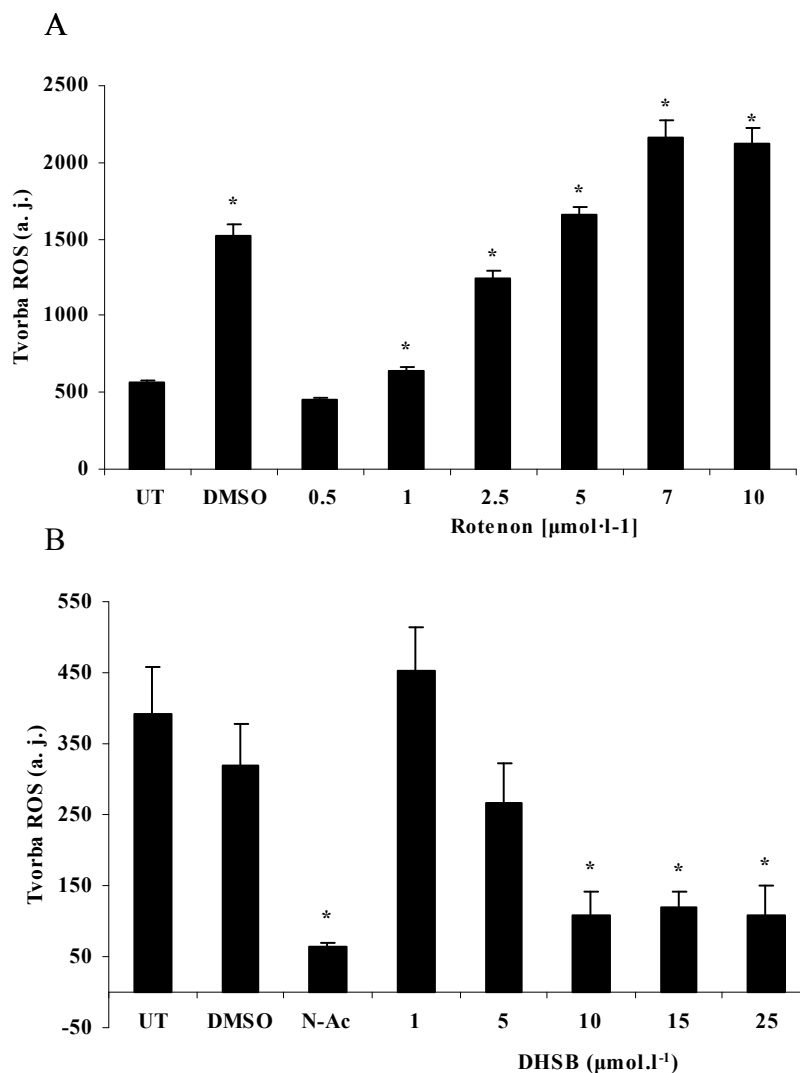 A
Tvorba ROS (a. j.)
2500
2000
1500
1000
500
0
* * * * * *
UT DMSO 0.5 1 2.5 5 7 10
Rotenon [µmol·l-1]
B
Tvorba ROS (a. j.)
550
450
350
250
150
50
-50
* * * *
UT DMSO N-Ac 1 5 10 15 25
DHSB (µmol.l⁻¹)